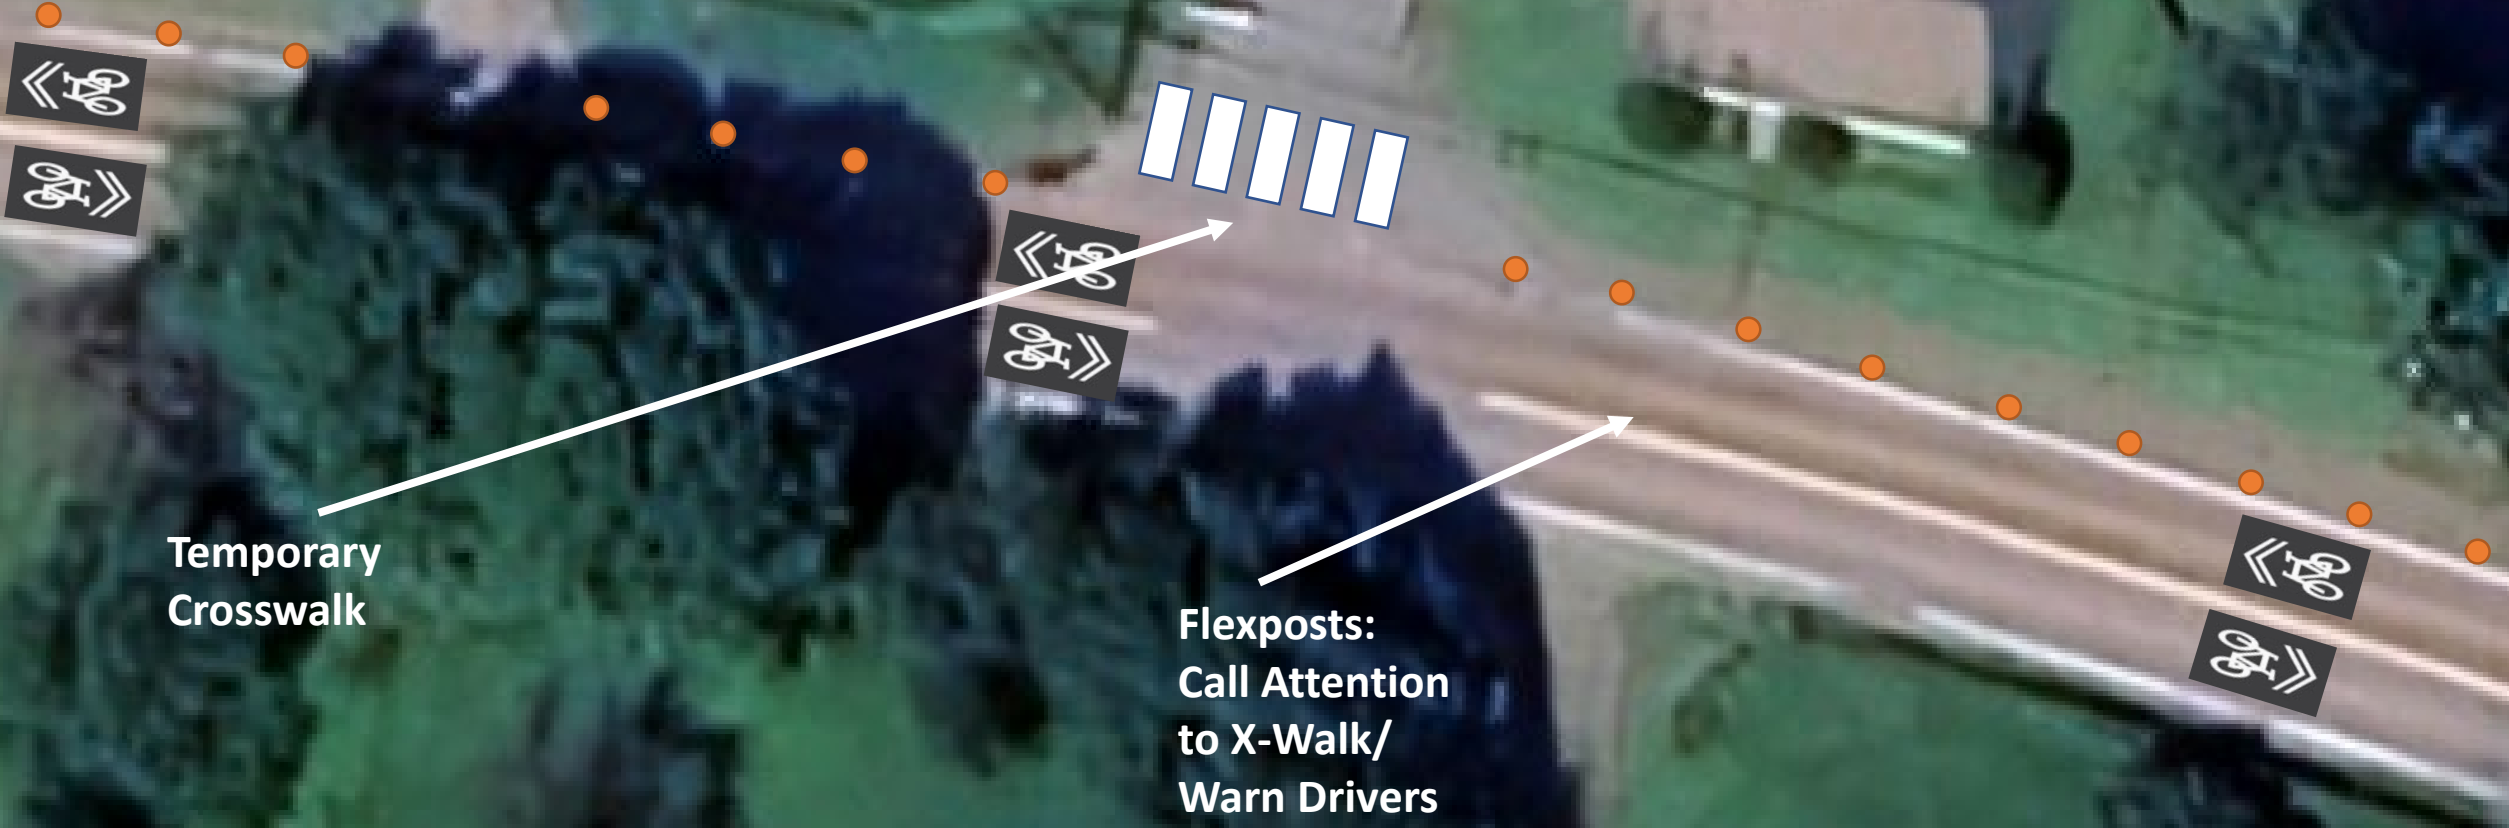 Temporary
Crosswalk
Flexposts:
Call Attention
to X-Walk/
Warn Drivers